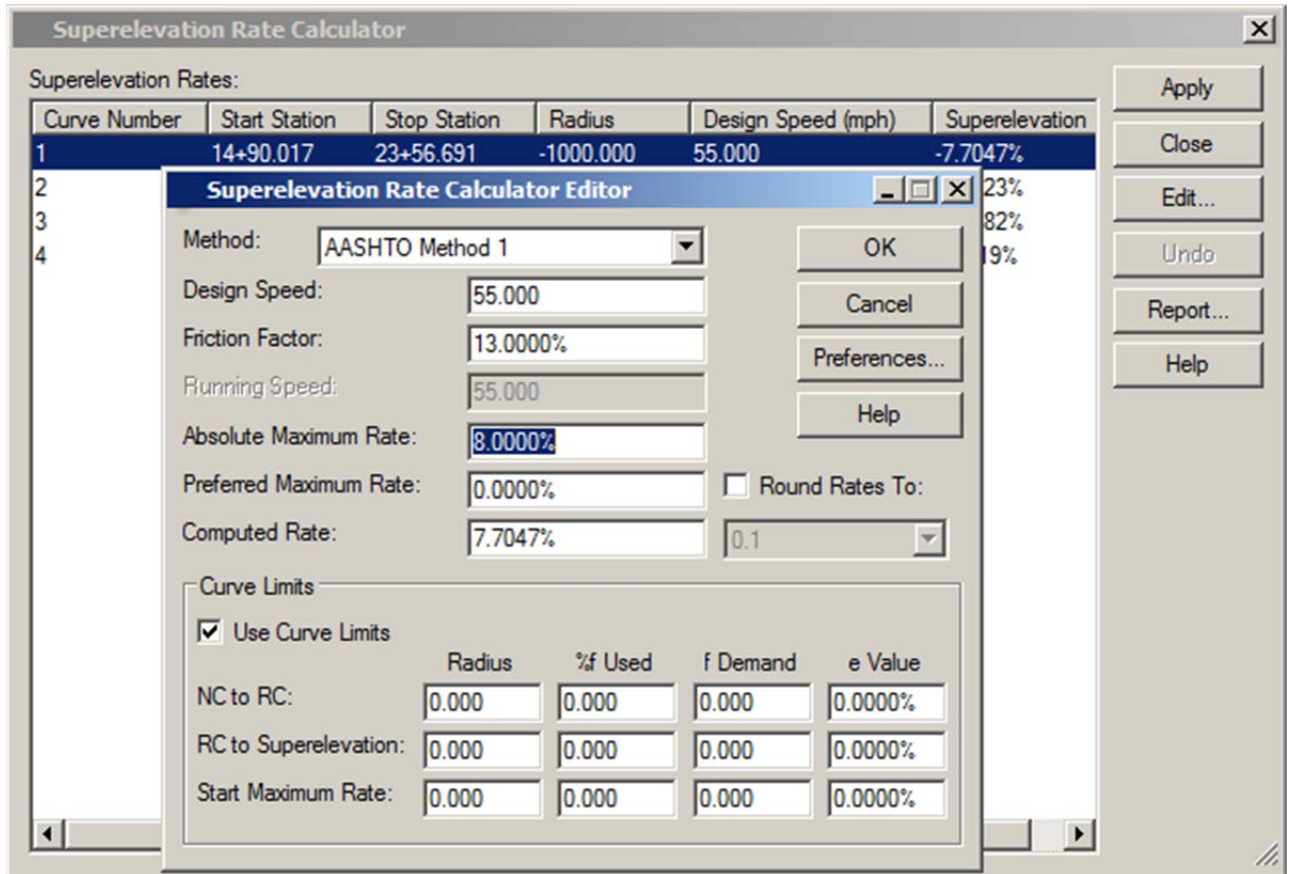 Superelevation Rate Calculator
Superelevation Rates:
Curve Number Start Station Stop Station Radius Design Speed (mph) Superelevation
1 14+90.017 23+56.691 -1000.000 55.000 -7.7047%
2 23%
3 82%
4 19%
Apply
Close
Edit...
Undo
Report...
Help
Superelevation Rate Calculator Editor
Method: AASHTO Method 1
Design Speed: 55.000
Friction Factor: 13.0000%
Running Speed: 55.000
Absolute Maximum Rate: 8.0000%
Preferred Maximum Rate: 0.0000%
Computed Rate: 7.7047%
OK
Cancel
Preferences...
Help
Round Rates To:
0.1
Curve Limits
Use Curve Limits
Radius %f Used f Demand e Value
NC to RC: 0.000 0.000 0.000 0.0000%
RC to Superelevation: 0.000 0.000 0.000 0.0000%
Start Maximum Rate: 0.000 0.000 0.000 0.0000%